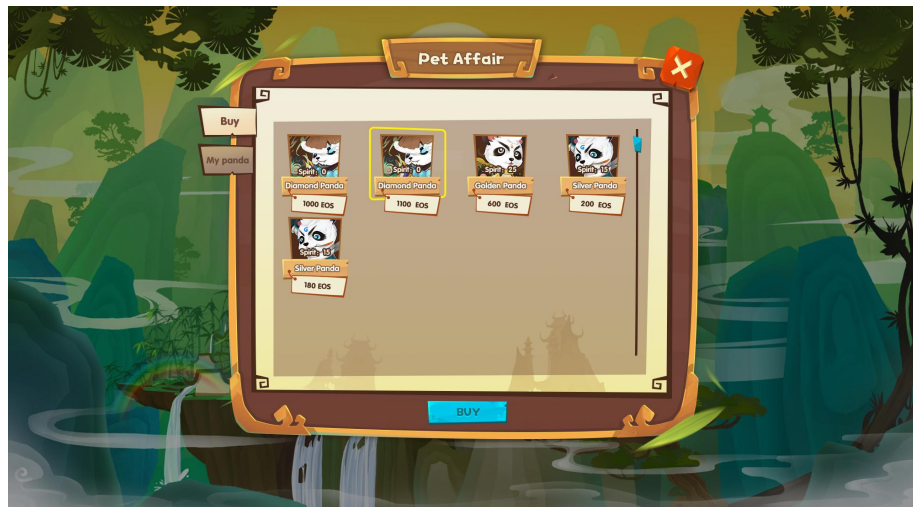 Pet Affair
Buy
My panda
Spirit: 0
Diamond Panda
1000 EOS
Spirit: 0
Diamond Panda
1100 EOS
Spirit: 25
Golden Panda
600 EOS
Spirit: 15
Silver Panda
200 EOS
Spirit: 15
Silver Panda
180 EOS
BUY